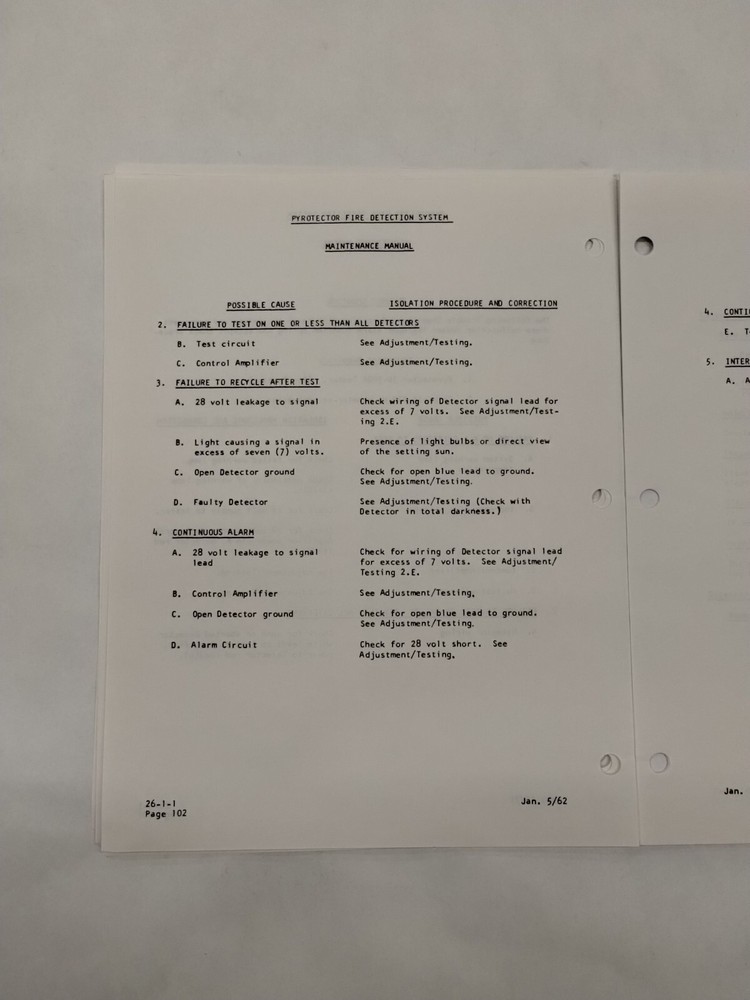 PYROTECTOR FIRE DETECTION SYSTEM
MAINTENANCE MANUAL
POSSIBLE CAUSE ISOLATION PROCEDURE AND CORRECTION
2. FAILURE TO TEST ON ONE OR LESS THAN ALL DETECTORS
B. Test circuit See Adjustment/Testing.
C. Control Amplifier See Adjustment/Testing.
3. FAILURE TO RECYCLE AFTER TEST
A. 28 volt leakage to signal Check wiring of Detector signal lead for
excess of 7 volts. See Adjustment/Test-
ing 2.E.
B. Light causing a signal in Presence of light bulbs or direct view
excess of seven (7) volts. of the setting sun.
C. Open Detector ground Check for open blue lead to ground.
See Adjustment/Testing.
D. Faulty Detector See Adjustment/Testing (Check with
Detector in total darkness.)
4. CONTINUOUS ALARM
A. 28 volt leakage to signal Check for wiring of Detector signal lead
lead for excess of 7 volts. See Adjustment/
Testing 2.E.
B. Control Amplifier See Adjustment/Testing.
C. Open Detector ground Check for open blue lead to ground.
See Adjustment/Testing.
D. Alarm Circuit Check for 28 volt short. See
Adjustment/Testing.
26-1-1
Page 102 Jan. 5/62
4. CONTI
E. T
5. INTER
A. A
Jan.